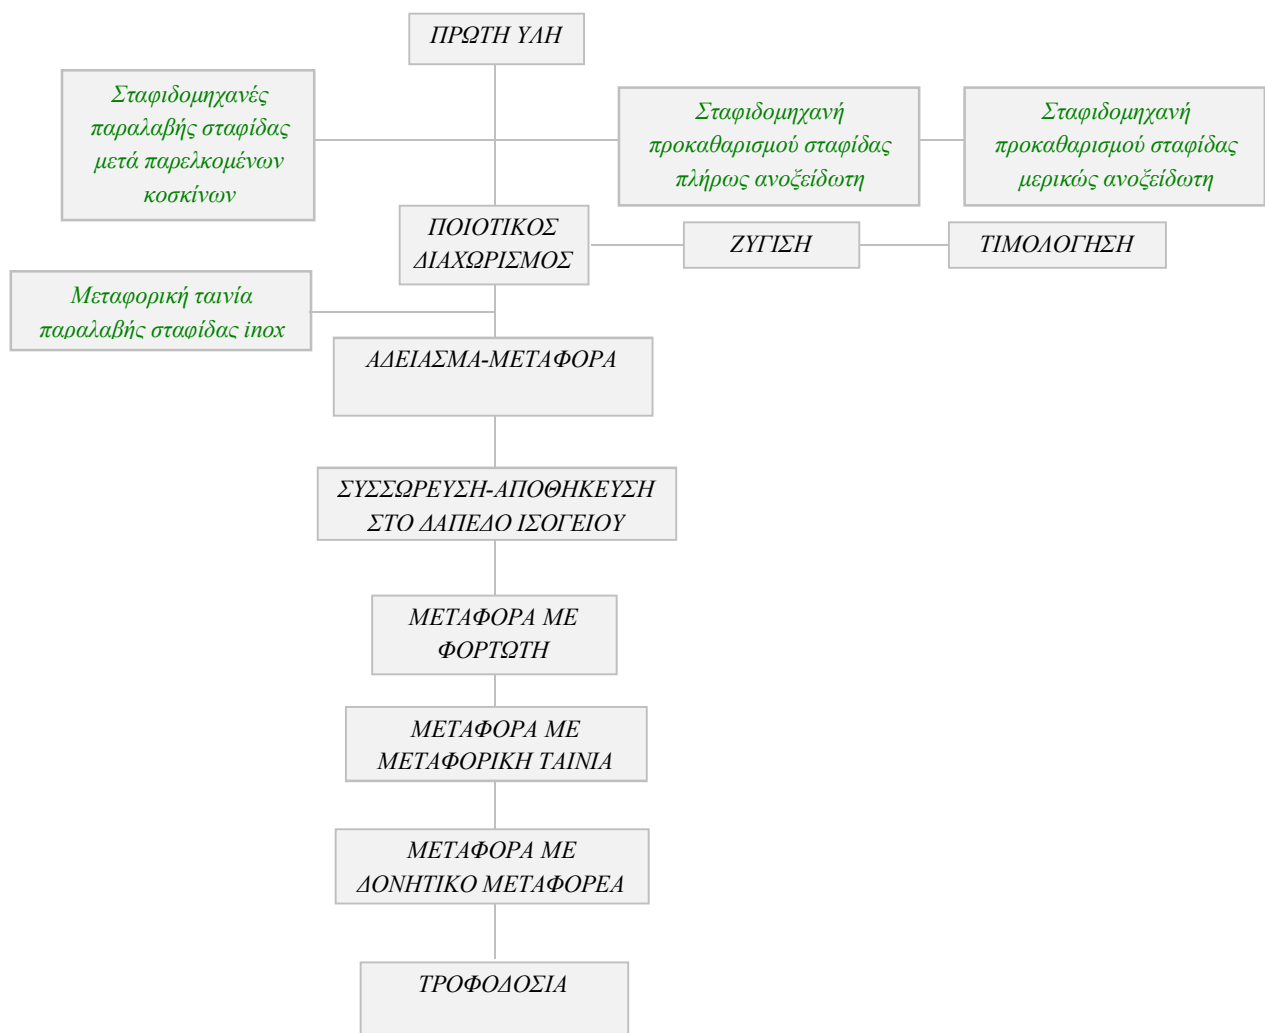 ΠΡΩΤΗ ΥΛΗ
Σταφιδομηχανές
παραλαβής σταφίδας
μετά παρελκομένων
κοσκίνων
Σταφιδομηχανή
προκαθαρισμού σταφίδας
πλήρως ανοξείδωτη
Σταφιδομηχανή
προκαθαρισμού σταφίδας
μερικώς ανοξείδωτη
ΠΟΙΟΤΙΚΟΣ
ΔΙΑΧΩΡΙΣΜΟΣ
ΖΥΓΙΣΗ
ΤΙΜΟΛΟΓΗΣΗ
Μεταφορική ταινία
παραλαβής σταφίδας inox
ΑΔΕΙΑΣΜΑ-ΜΕΤΑΦΟΡΑ
ΣΥΣΣΩΡΕΥΣΗ-ΑΠΟΘΗΚΕΥΣΗ
ΣΤΟ ΔΑΠΕΔΟ ΙΣΟΓΕΙΟΥ
ΜΕΤΑΦΟΡΑ ΜΕ
ΦΟΡΤΩΤΗ
ΜΕΤΑΦΟΡΑ ΜΕ
ΜΕΤΑΦΟΡΙΚΗ ΤΑΙΝΙΑ
ΜΕΤΑΦΟΡΑ ΜΕ
ΔΟΝΗΤΙΚΟ ΜΕΤΑΦΟΡΕΑ
ΤΡΟΦΟΔΟΣΙΑ